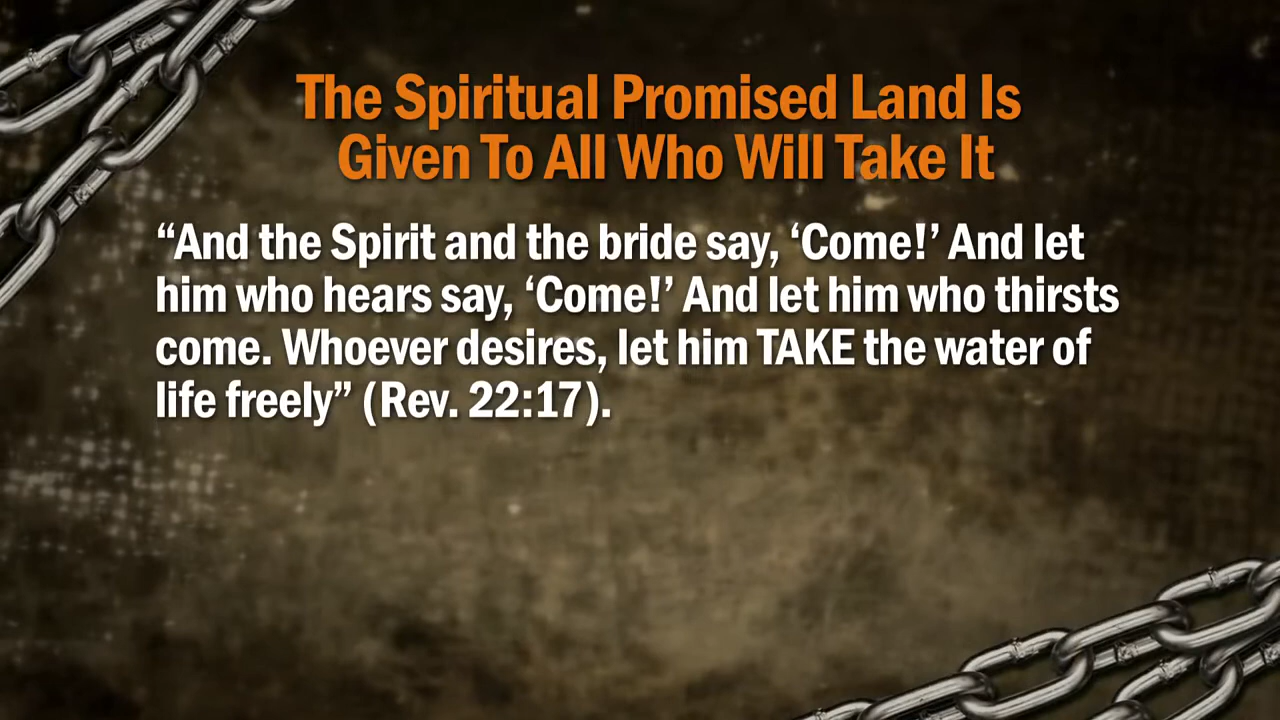 The Spiritual Promised Land Is
Given To All Who Will Take It
“And the Spirit and the bride say, ‘Come!’ And let
him who hears say, ‘Come!’ And let him who thirsts
come. Whoever desires, let him TAKE the water of
life freely” (Rev. 22:17).